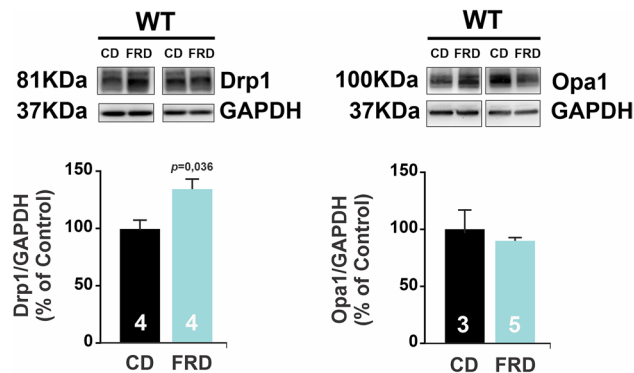 WT
CD FRD CD FRD
81KDa Drp1
37KDa GAPDH
150
100
50
0
Drp1/GAPDH
(% of Control)
p=0,036
4 4
CD FRD
WT
CD FRD CD FRD
100KDa Opa1
37KDa GAPDH
150
100
50
0
Opa1/GAPDH
(% of Control)
3 5
CD FRD